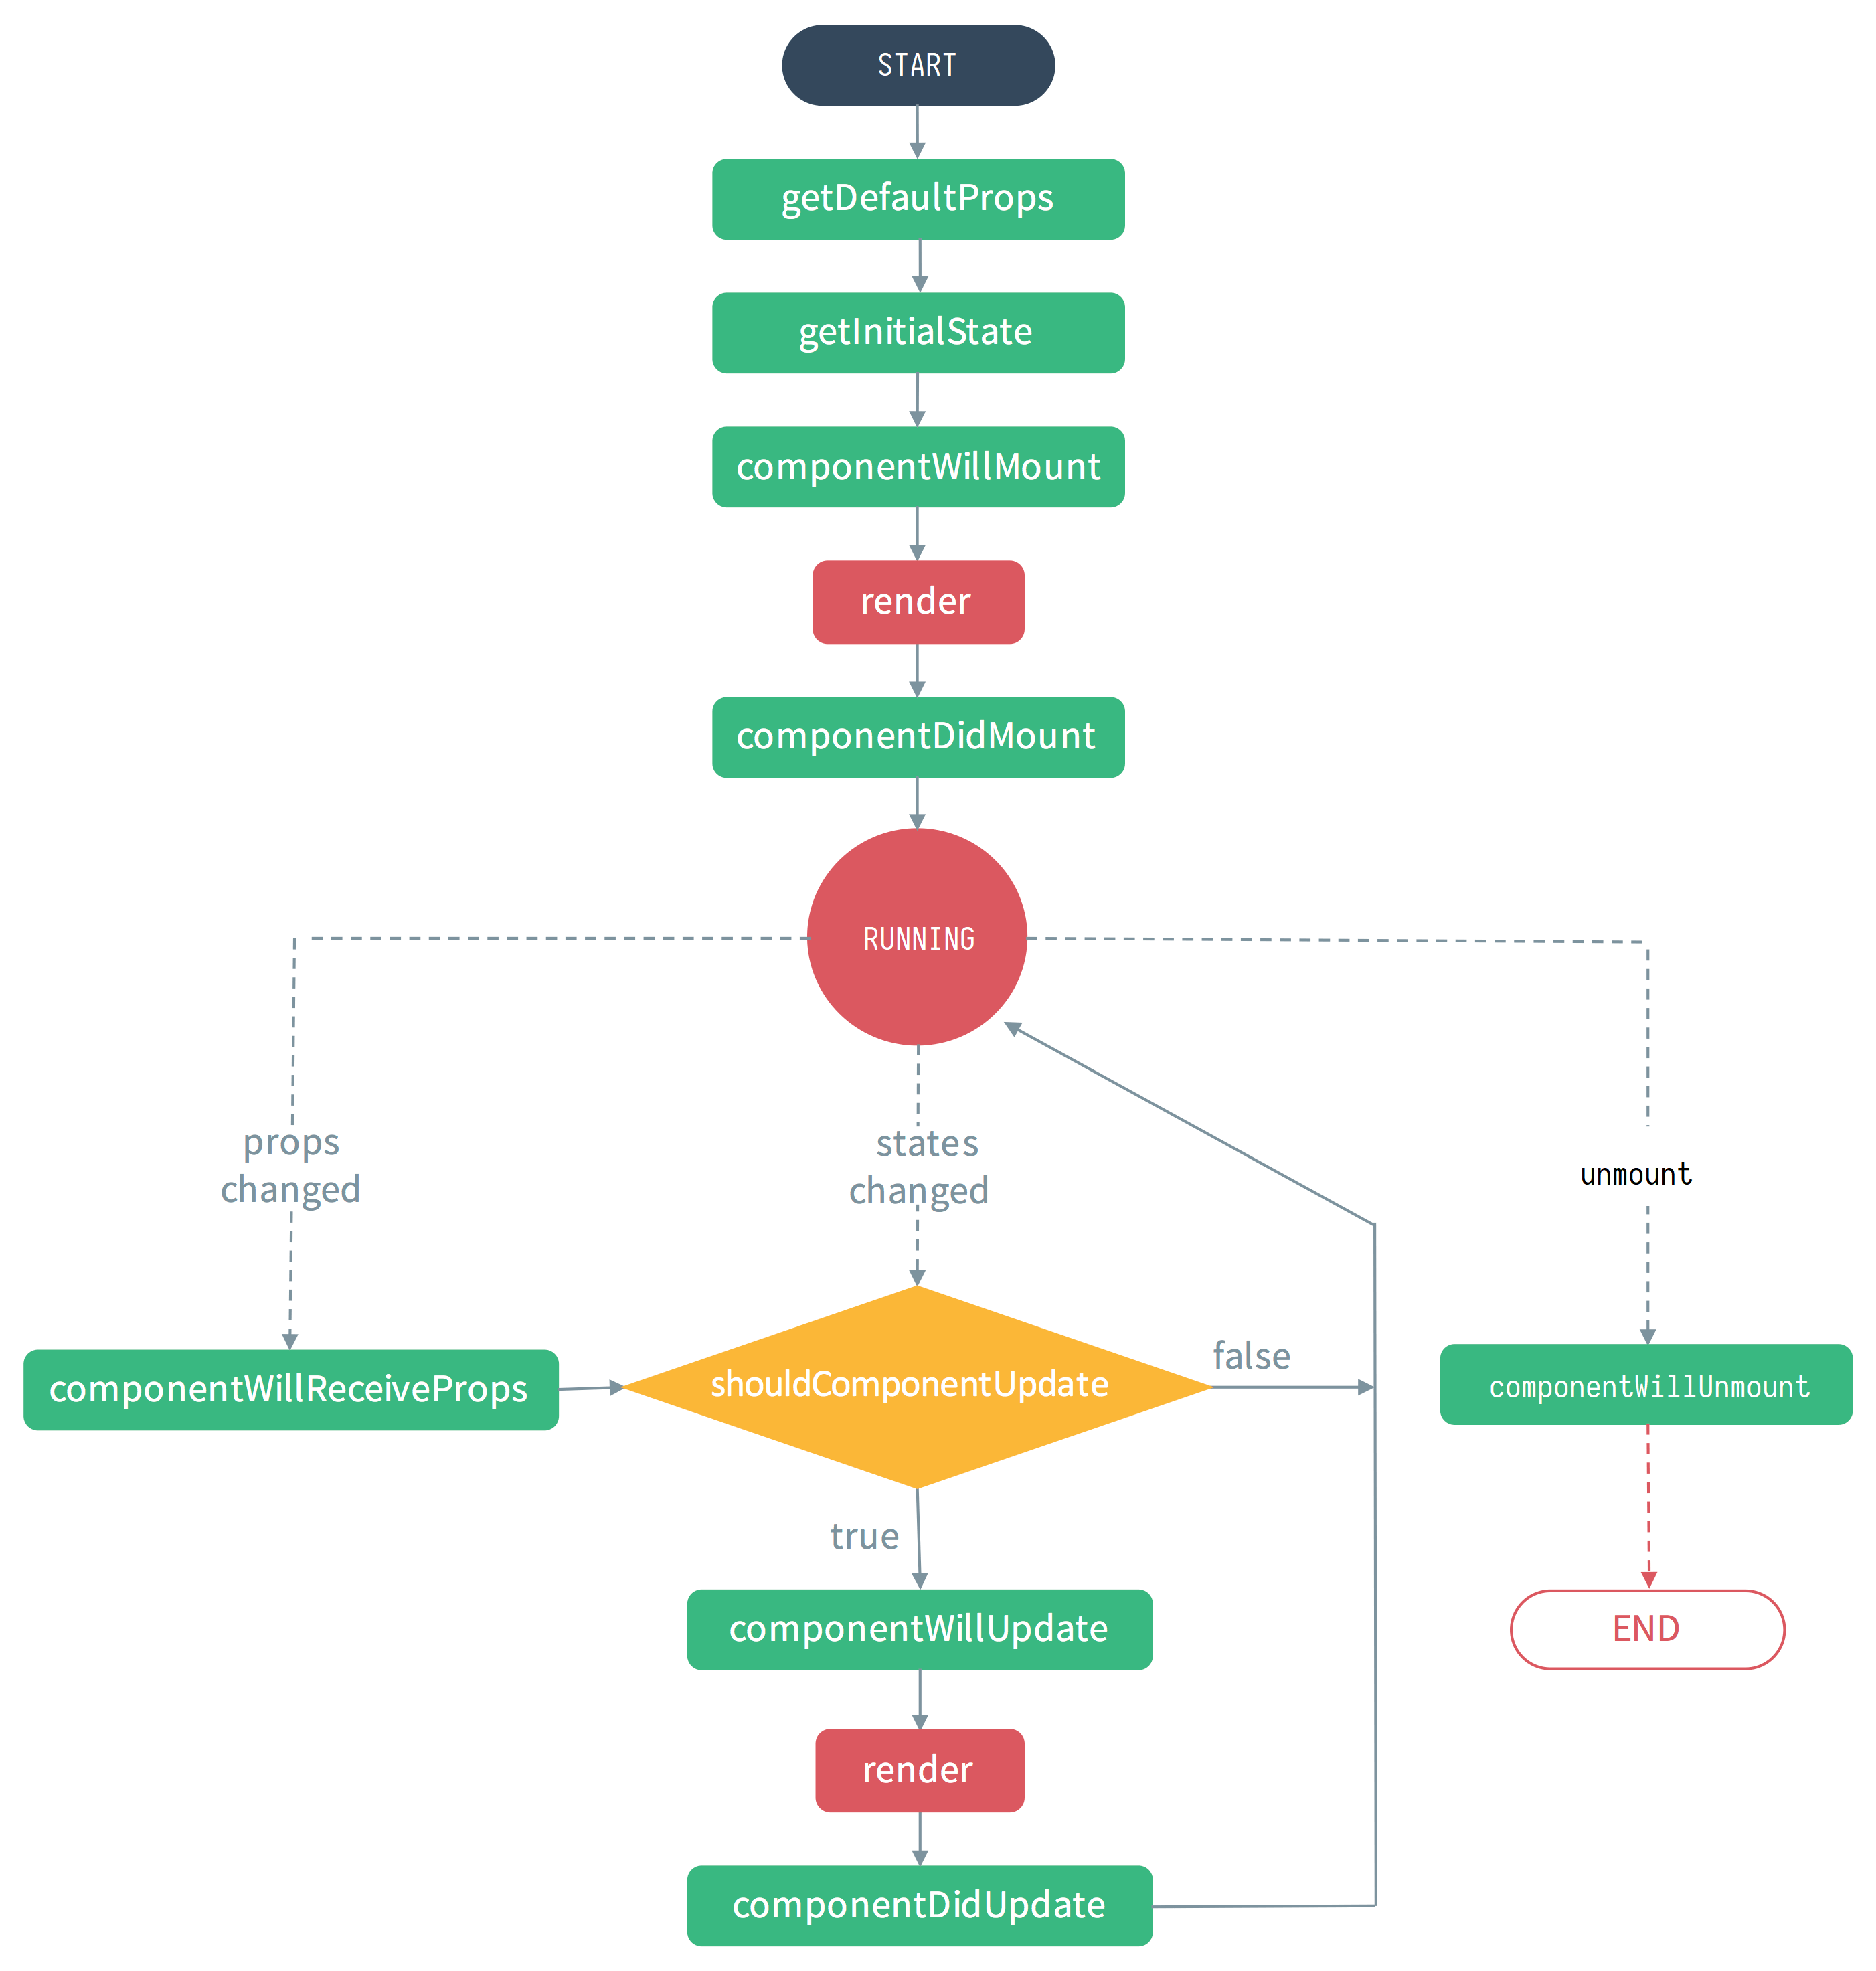 START
getDefaultProps
getInitialState
componentWillMount
render
componentDidMount
RUNNING
props
changed
states
changed
unmount
componentWillReceiveProps
shouldComponentUpdate
false
componentWillUnmount
true
componentWillUpdate
END
render
componentDidUpdate